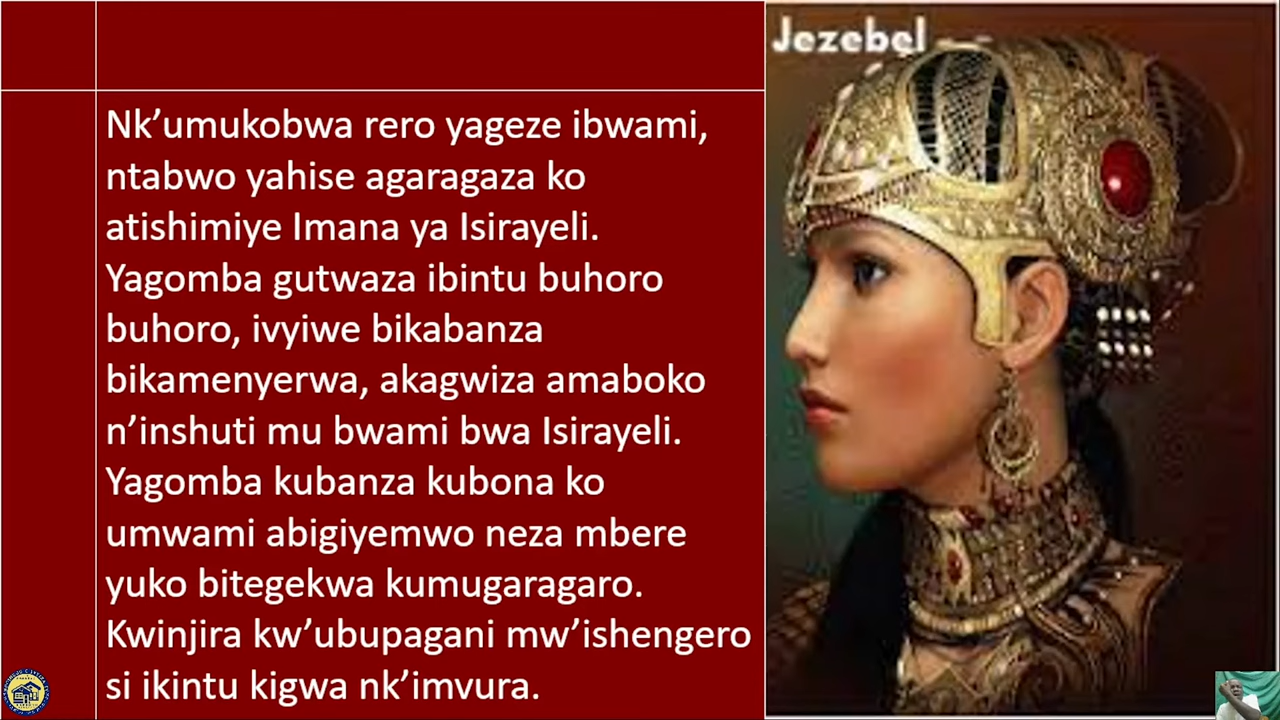 Jezebel
Nk’umukobwa rero yageze ibwami,
ntabwo yahise agaragaza ko
atishimiye Imana ya Isirayeli.
Yagomba gutwaza ibintu buhoro
buhoro, ivyiwe bikabanza
bikamenyerwa, akagwiza amaboko
n’inshuti mu bwami bwa Isirayeli.
Yagomba kubanza kubona ko
umwami abigiyemwo neza mbere
yuko bitegekwa kumugaragaro.
Kwinjira kw’ubupagani mw’ishengero
si ikintu kigwa nk’imvura.